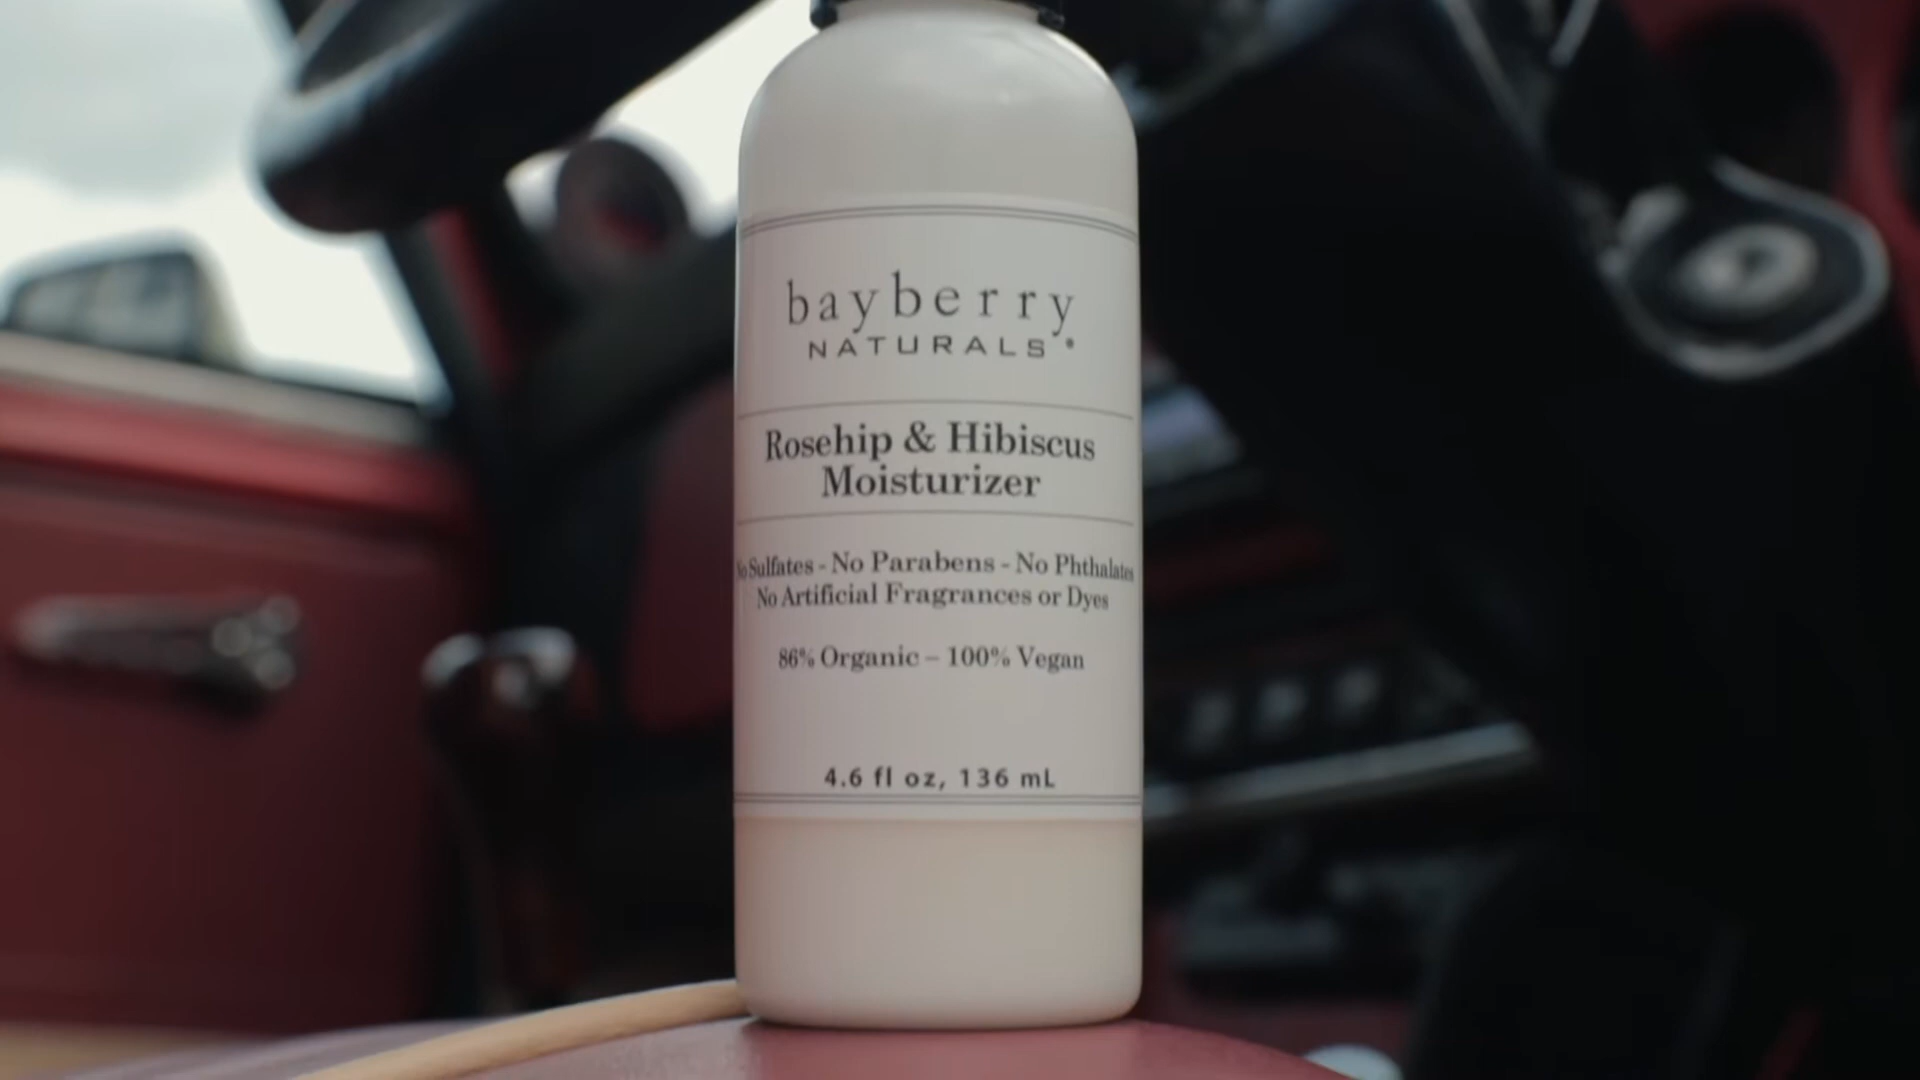 bayberry
NATURALS®
Rosehip & Hibiscus
Moisturizer
No Sulfates - No Parabens - No Phthalates
No Artificial Fragrances or Dyes
86% Organic – 100% Vegan
4.6 fl oz, 136 mL